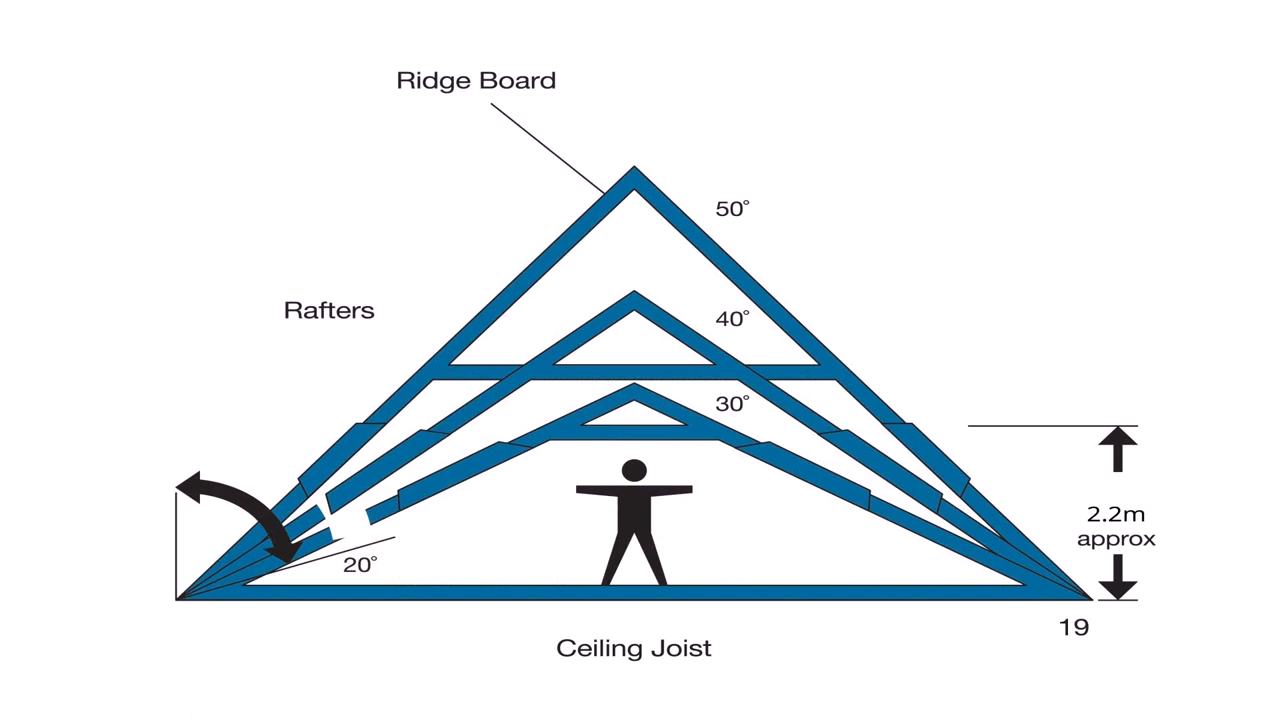 Ridge Board
50°
Rafters
40°
30°
2.2m
approx
20°
19
Ceiling Joist